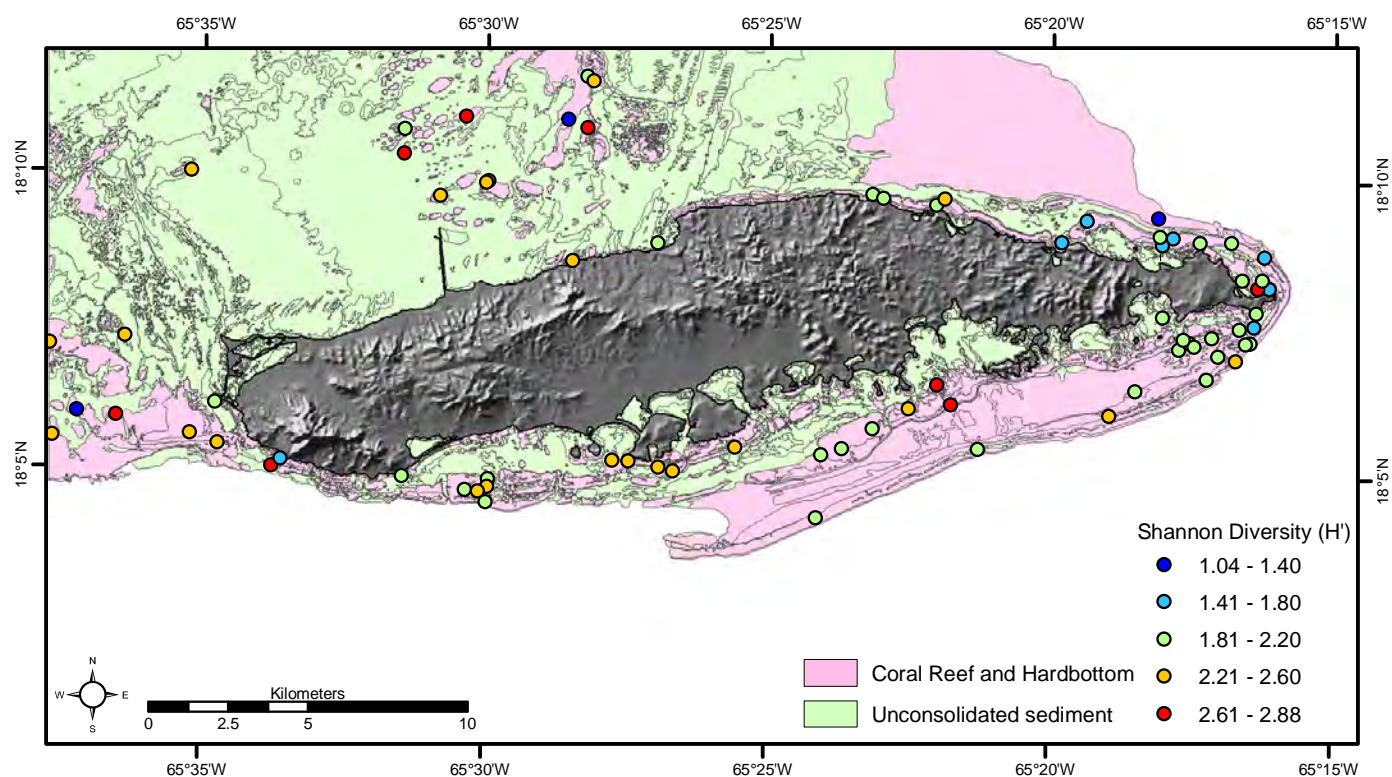 65°35'W 65°30'W 65°25'W 65°20'W 65°15'W
18°10'N
18°10'N
18°5'N
18°5'N
Shannon Diversity (H')
1.04 - 1.40
1.41 - 1.80
1.81 - 2.20
2.21 - 2.60
2.61 - 2.88
Coral Reef and Hardbottom
Unconsolidated sediment
N
W E
S
Kilometers
0 2.5 5 10
65°35'W 65°30'W 65°25'W 65°20'W 65°15'W